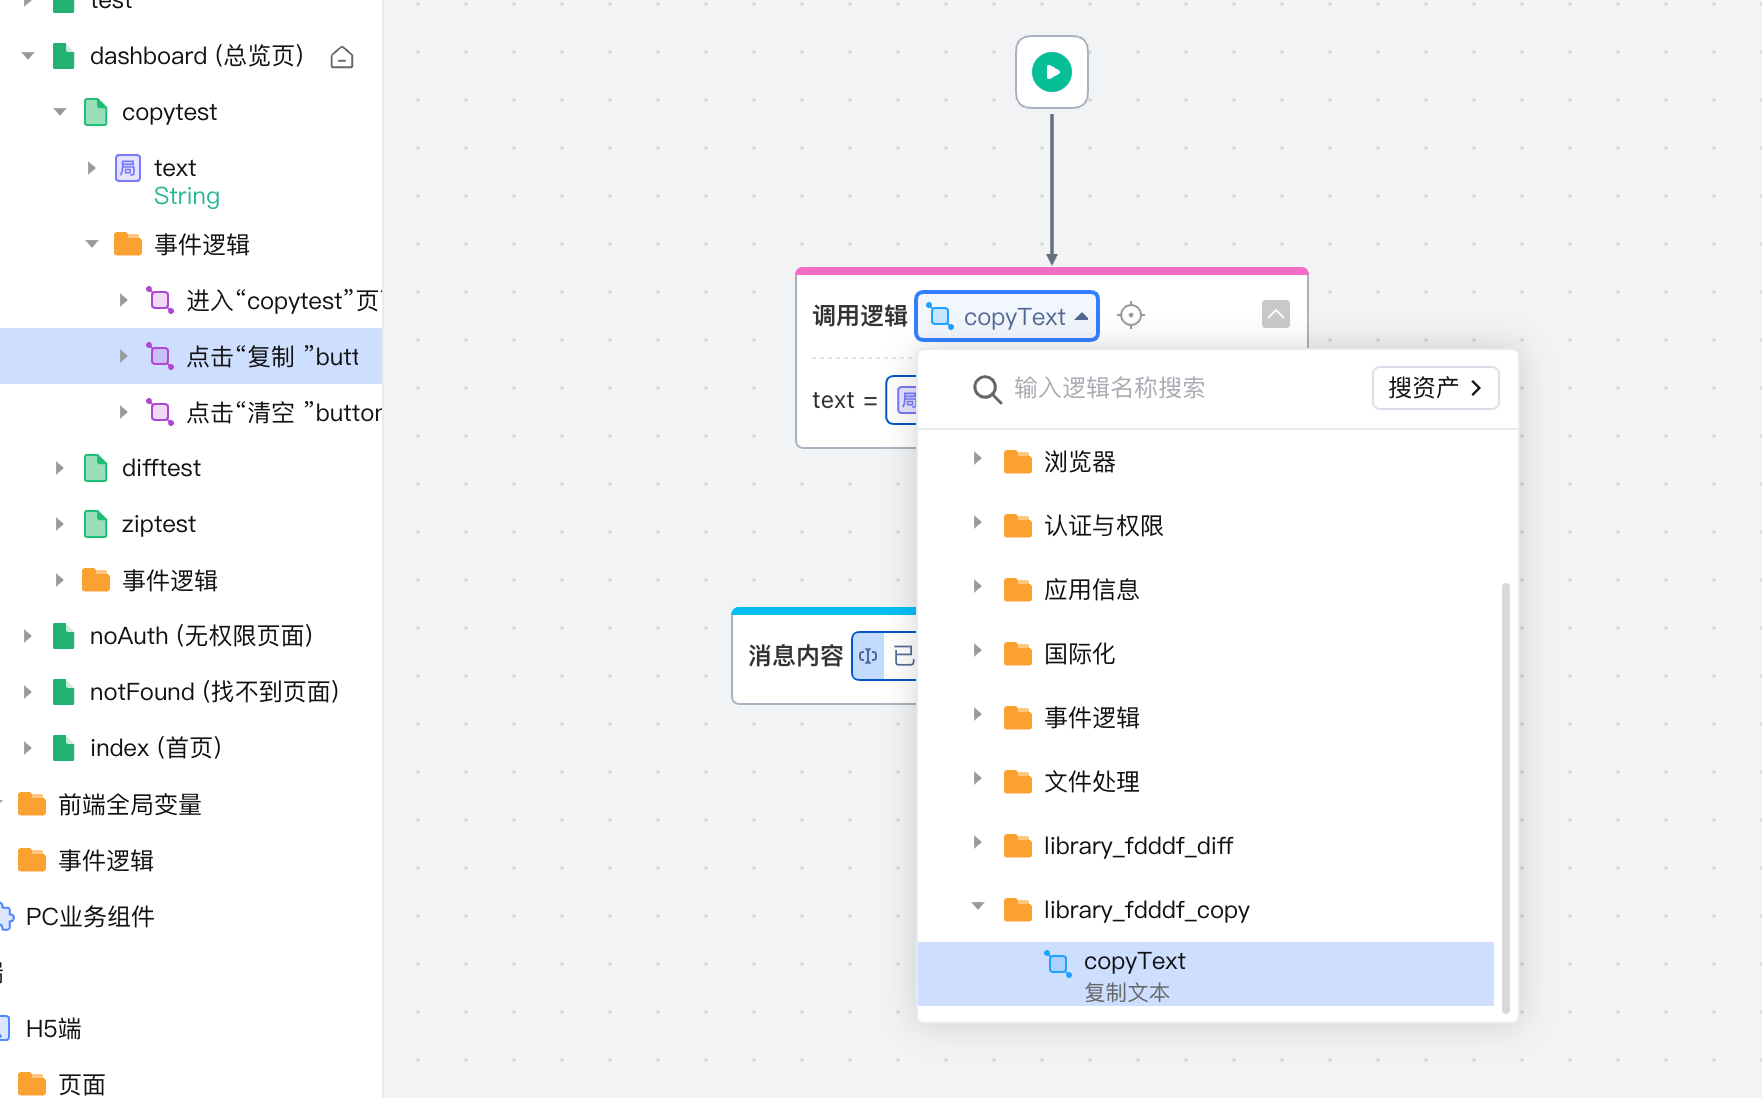 test
dashboard (总览页)
copytest
局 text
String
事件逻辑
进入“copytest”页
点击“复制 ”butt
点击“清空 ”button
difftest
ziptest
事件逻辑
noAuth (无权限页面)
notFound (找不到页面)
index (首页)
前端全局变量
事件逻辑
PC业务组件
H5端
页面
调用逻辑 copyText
text = 局
消息内容 已
输入逻辑名称搜索
搜资产
浏览器
认证与权限
应用信息
国际化
事件逻辑
文件处理
library_fdddf_diff
library_fdddf_copy
copyText
复制文本